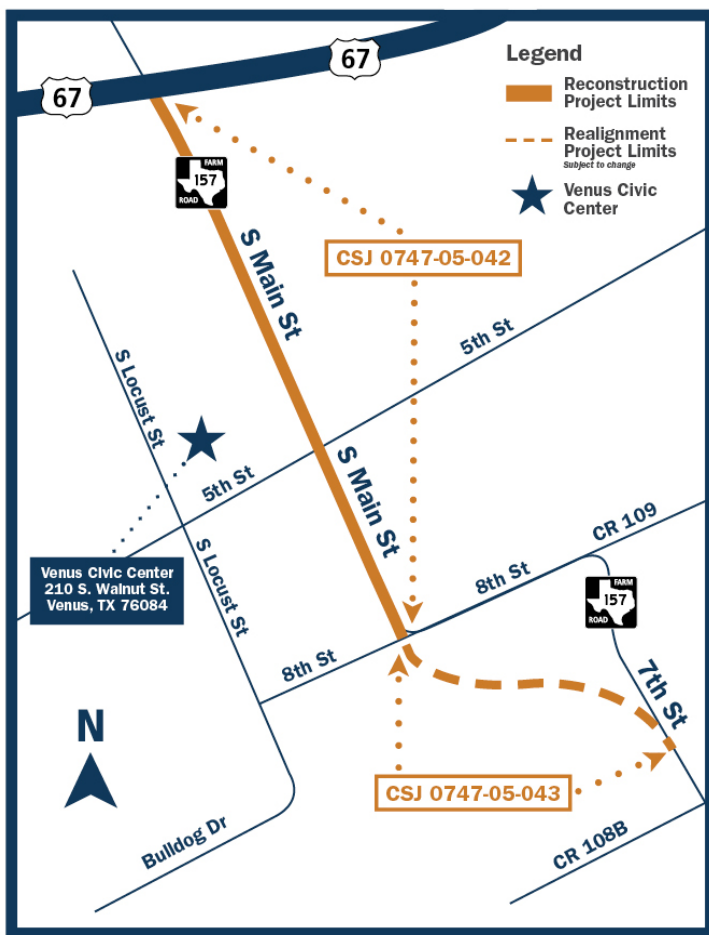 67
67
Legend
Reconstruction
Project Limits
Realignment
Project Limits
Subject to change
Venus Civic
Center
FARM
157
ROAD
S Main St
CSJ 0747-05-042
5th St
S Locust St
S Main St
5th St
CR 109
S Locust St
8th St
Venus Civic Center
210 S. Walnut St.
Venus, TX 76084
FARM
157
ROAD
8th St
7th St
N
CSJ 0747-05-043
Bulldog Dr
CR 108B